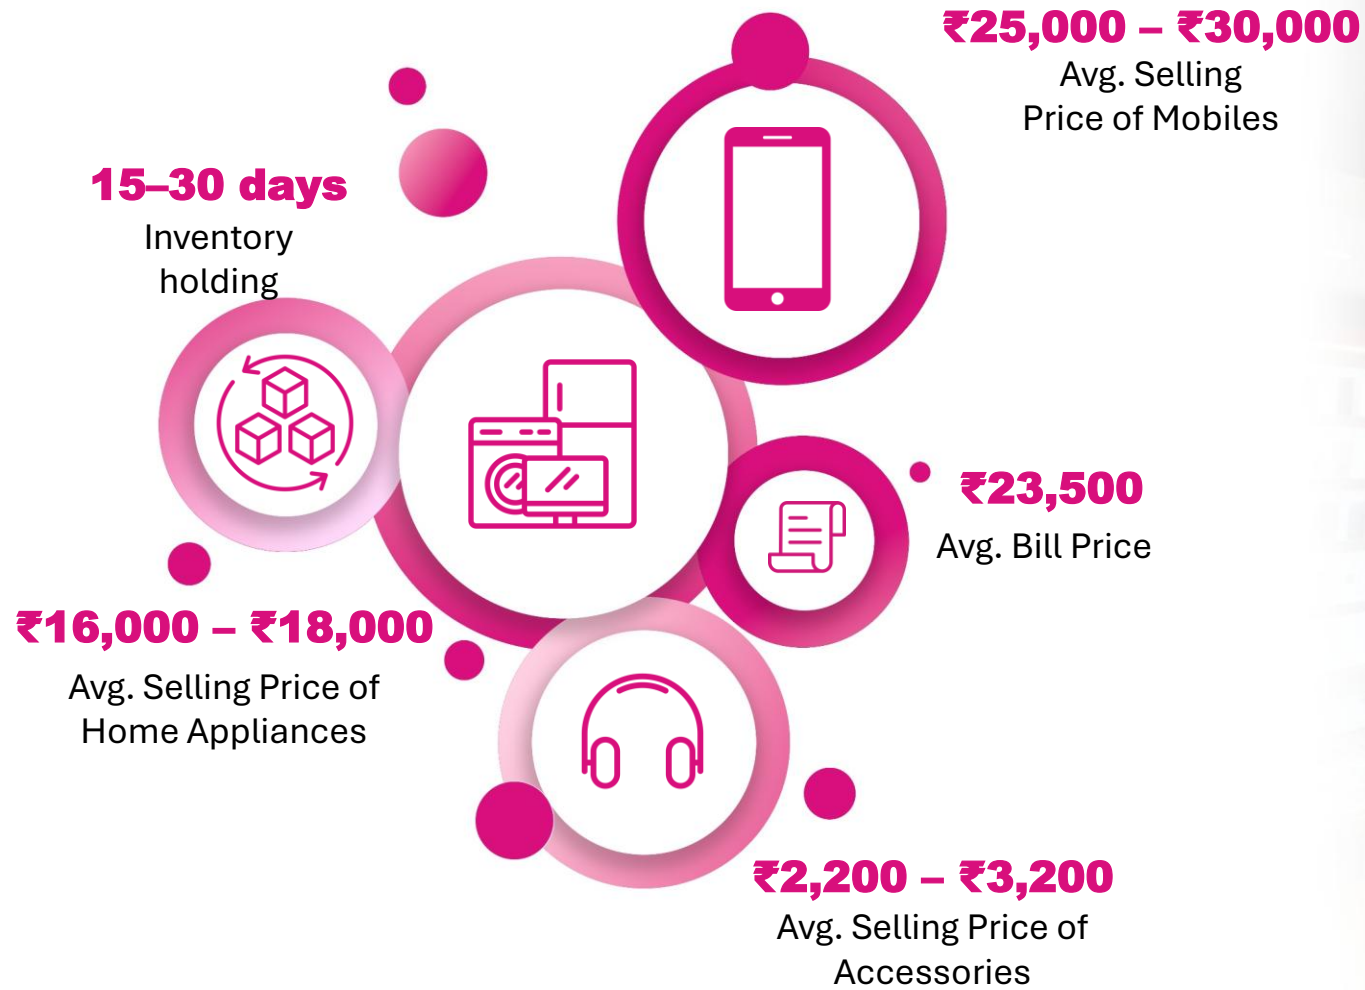 ₹25,000 – ₹30,000
Avg. Selling
Price of Mobiles
15–30 days
Inventory
holding
₹23,500
Avg. Bill Price
₹16,000 – ₹18,000
Avg. Selling Price of
Home Appliances
₹2,200 – ₹3,200
Avg. Selling Price of
Accessories